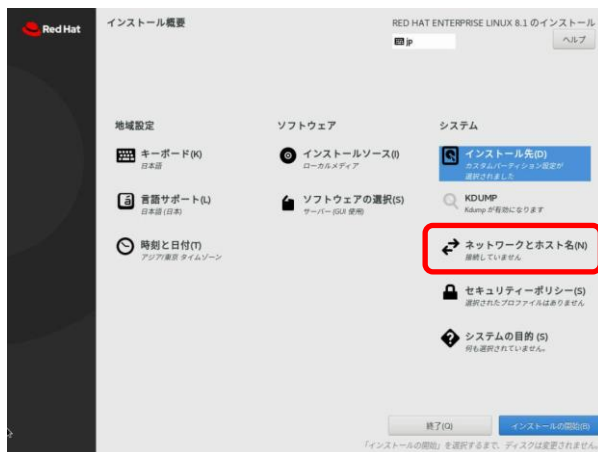 Red Hat
インストール概要
RED HAT ENTERPRISE LINUX 8.1 のインストール
jp
ヘルプ
地域設定
キーボード(K)
日本語
言語サポート(L)
日本語 (日本)
時刻と日付(T)
アジア/東京 タイムゾーン
ソフトウェア
インストールソース(I)
ローカルメディア
ソフトウェアの選択(S)
サーバー (GUI 使用)
システム
インストール先(D)
カスタムパーティション設定が
選択されました
KDUMP
Kdump が有効になります
ネットワークとホスト名(N)
接続していません
セキュリティーポリシー(S)
選択されたプロファイルはありません
システムの目的 (S)
何も選択されていません。
終了(Q)
インストールの開始(B)
「インストールの開始」を選択するまで、ディスクは変更されません。